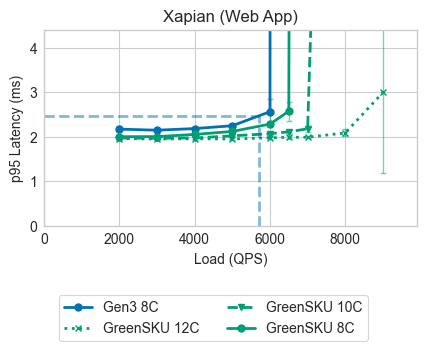 Xapian (Web App)
p95 Latency (ms)
4
3
2
1
0
0 2000 4000 6000 8000
Load (QPS)
Gen3 8C GreenSKU 10C
GreenSKU 12C GreenSKU 8C